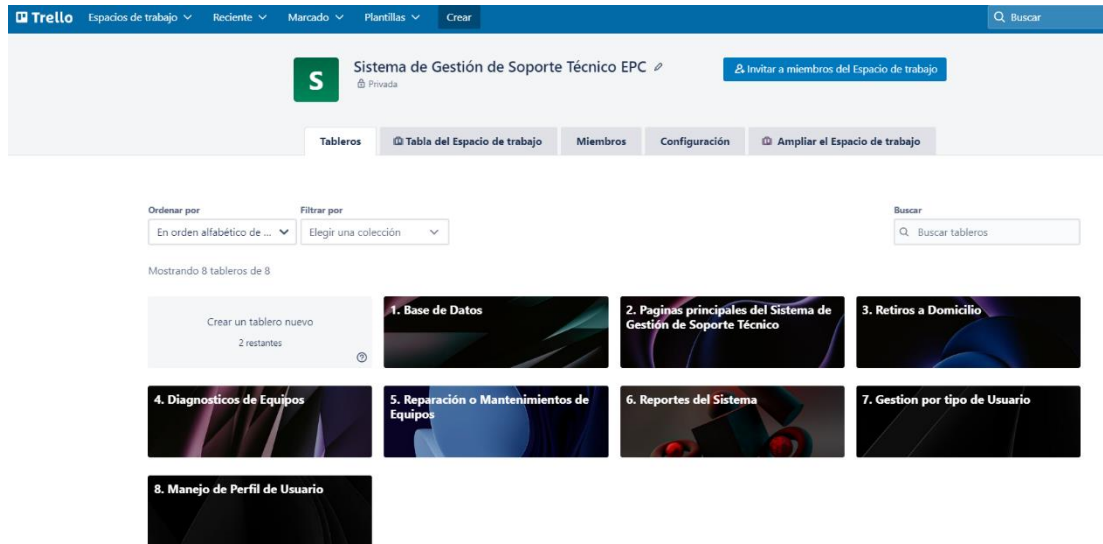 Trello Espacios de trabajo Reciente Marcado Plantillas Crear Buscar
S
Sistema de Gestión de Soporte Técnico EPC
Privada
Invitar a miembros del Espacio de trabajo
Tableros Tabla del Espacio de trabajo Miembros Configuración Ampliar el Espacio de trabajo
Ordenar por Filtrar por Buscar
En orden alfabético de ... Elegir una colección Buscar tableros
Mostrando 8 tableros de 8
Crear un tablero nuevo
2 restantes
1. Base de Datos
2. Paginas principales del Sistema de
Gestión de Soporte Técnico
3. Retiros a Domicilio
4. Diagnosticos de Equipos
5. Reparación o Mantenimientos de
Equipos
6. Reportes del Sistema
7. Gestion por tipo de Usuario
8. Manejo de Perfil de Usuario